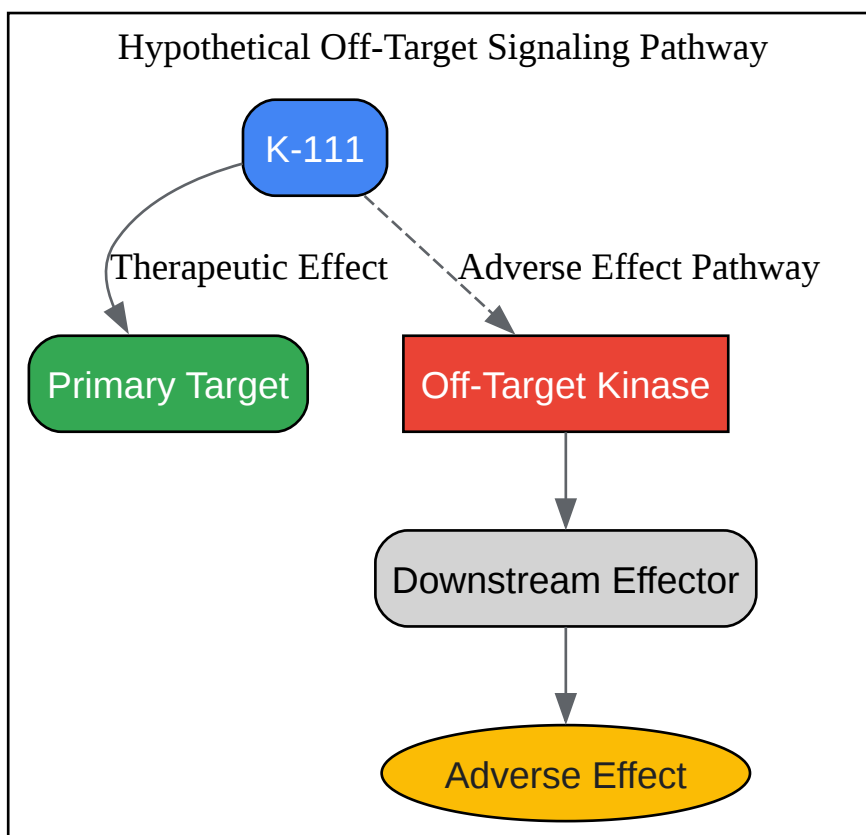 Hypothetical Off-Target Signaling Pathway
K-111
Therapeutic Effect
Adverse Effect Pathway
Primary Target
Off-Target Kinase
Downstream Effector
Adverse Effect